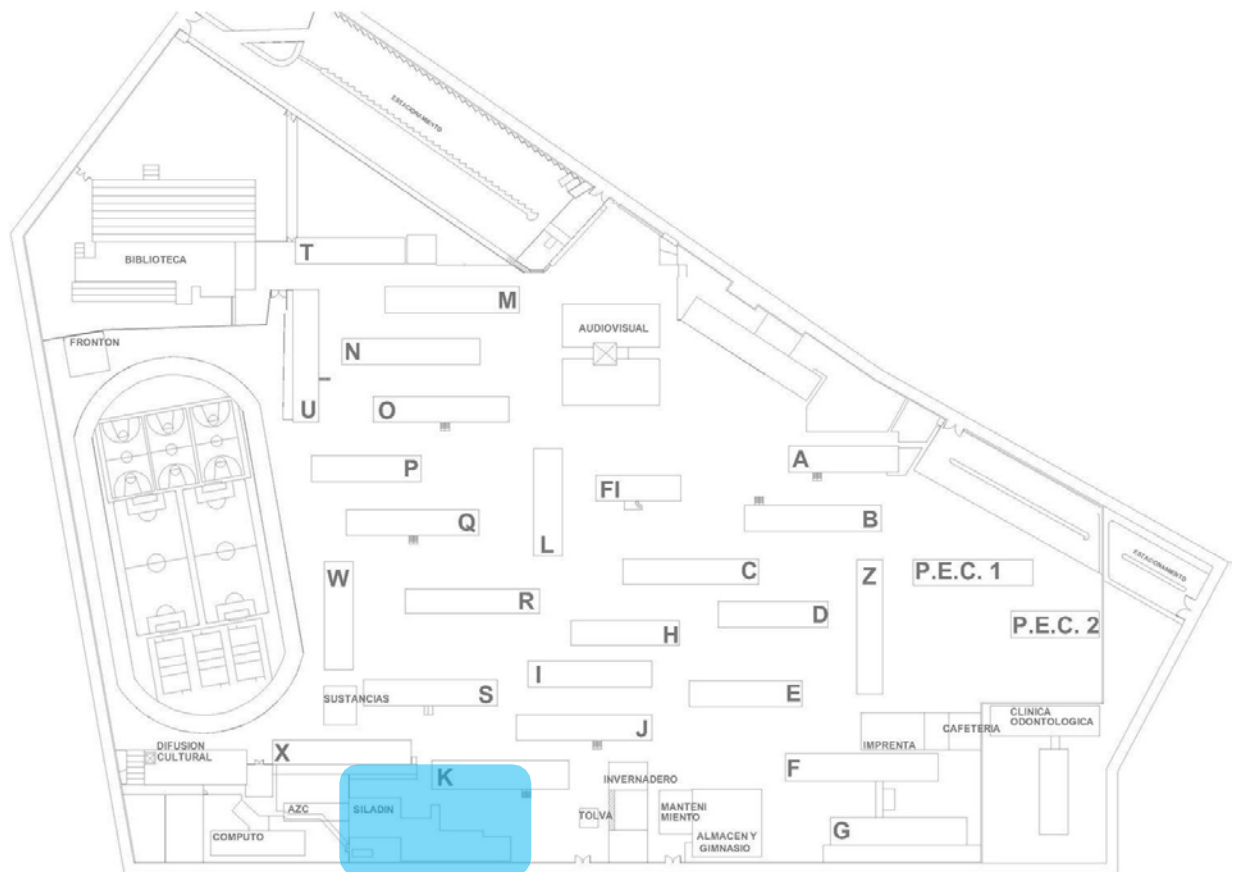 ESTACIONAMIENTO
BIBLIOTECA
T
M
AUDIOVISUAL
FRONTON
N
U
O
A
P
FI
Q
B
L
W
C
Z
P.E.C. 1
ESTACIONAMIENTO
R
D
P.E.C. 2
H
I
SUSTANCIAS
S
E
J
CLINICA
ODONTOLOGICA
DIFUSION
CULTURAL
X
IMPRENTA
CAFETERIA
K
INVERNADERO
F
AZC
SILADIN
TOLVA
MANTENI
MIENTO
COMPUTO
ALMACEN Y
GIMNASIO
G